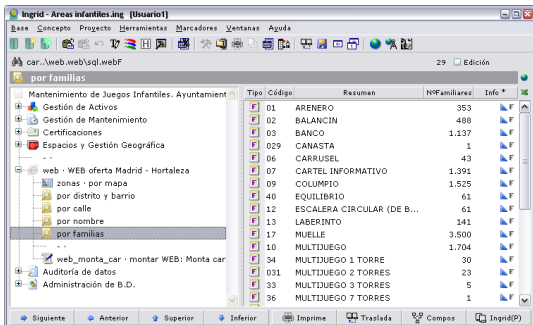 Ingrid - Areas infantiles.ing [Usuario1]
Base Concepto Proyecto Herramientas Marcadores Ventanas Ayuda
car..\web.web\sql.webF 29 Edición
por familias
Mantenimiento de Juegos Infantiles. Ayuntamient
Gestión de Activos
Gestión de Mantenimiento
Certificaciones
Espacios y Gestión Geográfica
- ·
web · WEB oferta Madrid - Hortaleza
zonas · por mapa
por distrito y barrio
por calle
por nombre
por familias
- ·
web_monta_car · montar WEB: Monta car
Auditoría de datos
Administración de B.D.
Tipo Código Resumen NºFamiliares Info *
F 01 ARENERO 353 F
F 02 BALANCIN 488 F
F 03 BANCO 1.137 F
F 029 CANASTA 1 F
F 06 CARRUSEL 43 F
F 07 CARTEL INFORMATIVO 1.391 F
F 09 COLUMPIO 1.525 F
F 40 EQUILIBRIO 61 F
F 12 ESCALERA CIRCULAR (DE B... 61 F
F 13 LABERINTO 141 F
F 17 MUELLE 3.500 F
F 10 MULTIJUEGO 1.704 F
F 34 MULTIJUEGO 1 TORRE 30 F
F 031 MULTIJUEGO 2 TORRES 23 F
F 33 MULTIJUEGO 3 TORRES 5 F
F 36 MULTIJUEGO 7 TORRES 1 F
Siguiente Anterior Superior Inferior Imprime Traslada Compos Ingrid(P)